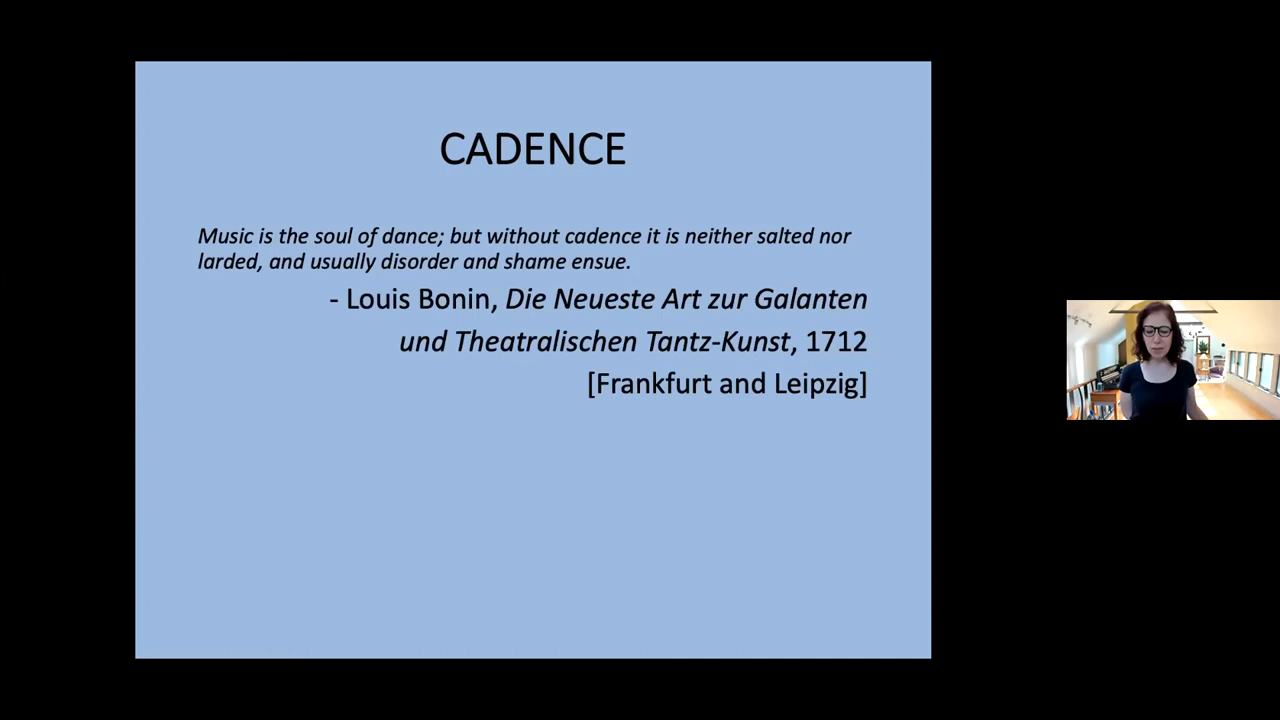 CADENCE
Music is the soul of dance; but without cadence it is neither salted nor
larded, and usually disorder and shame ensue.
- Louis Bonin, Die Neueste Art zur Galanten
und Theatralischen Tantz-Kunst, 1712
[Frankfurt and Leipzig]